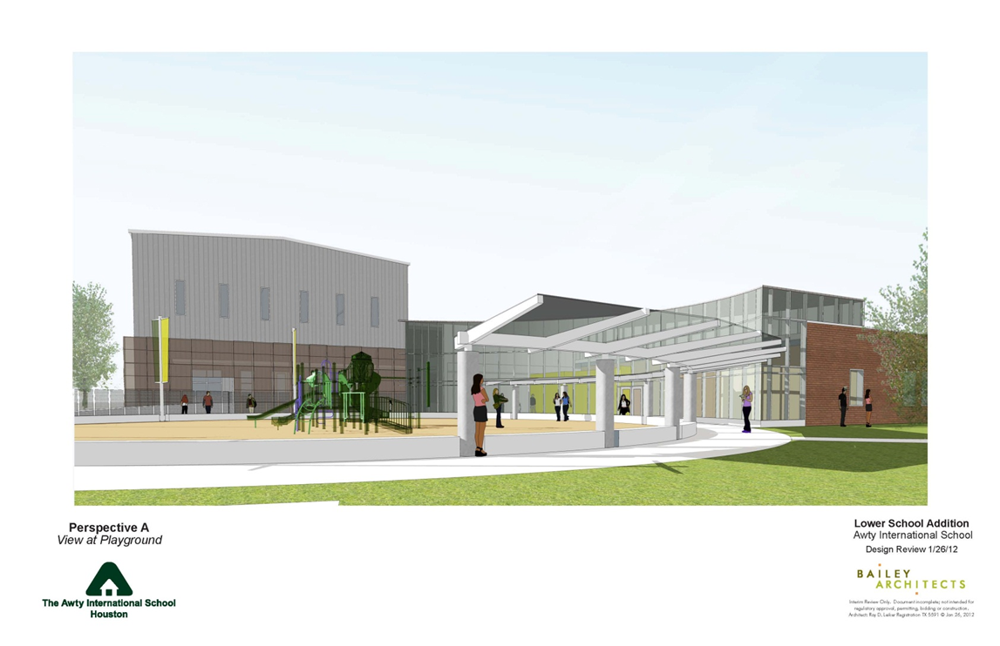 Perspective A
View at Playground
The Awty International School
Houston
Lower School Addition
Awty International School
Design Review 1/26/12
BAILEY
ARCHITECTS
Interim Review Only. Document incomplete; not intended for
regulatory approval, permitting, bidding or construction.
Architect: Ray D. Leiker Registration TX 5591 © Jan 26, 2012